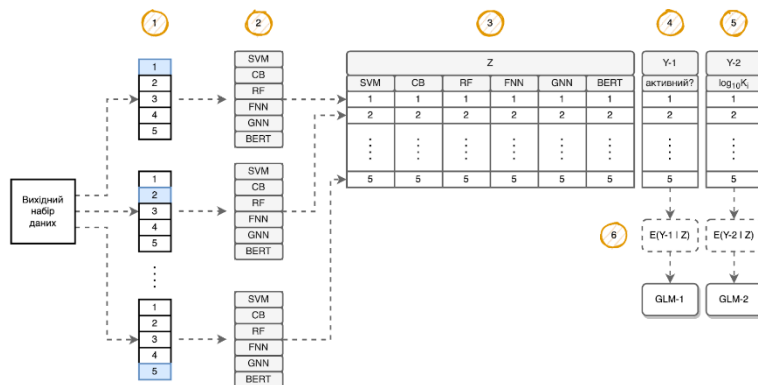 1
2
3
4
5
1
2
3
4
5
SVM
CB
RF
FNN
GNN
BERT
Z
SVM CB RF FNN GNN BERT
1 1 1 1 1 1
2 2 2 2 2 2
5 5 5 5 5 5
Y-1
активний?
1
2
5
Y-2
log₁₀Kᵢ
1
2
5
Вихідний
набір
даних
1
2
3
4
5
SVM
CB
RF
FNN
GNN
BERT
6
E(Y-1 | Z)
E(Y-2 | Z)
GLM-1
GLM-2
1
2
3
4
5
SVM
CB
RF
FNN
GNN
BERT